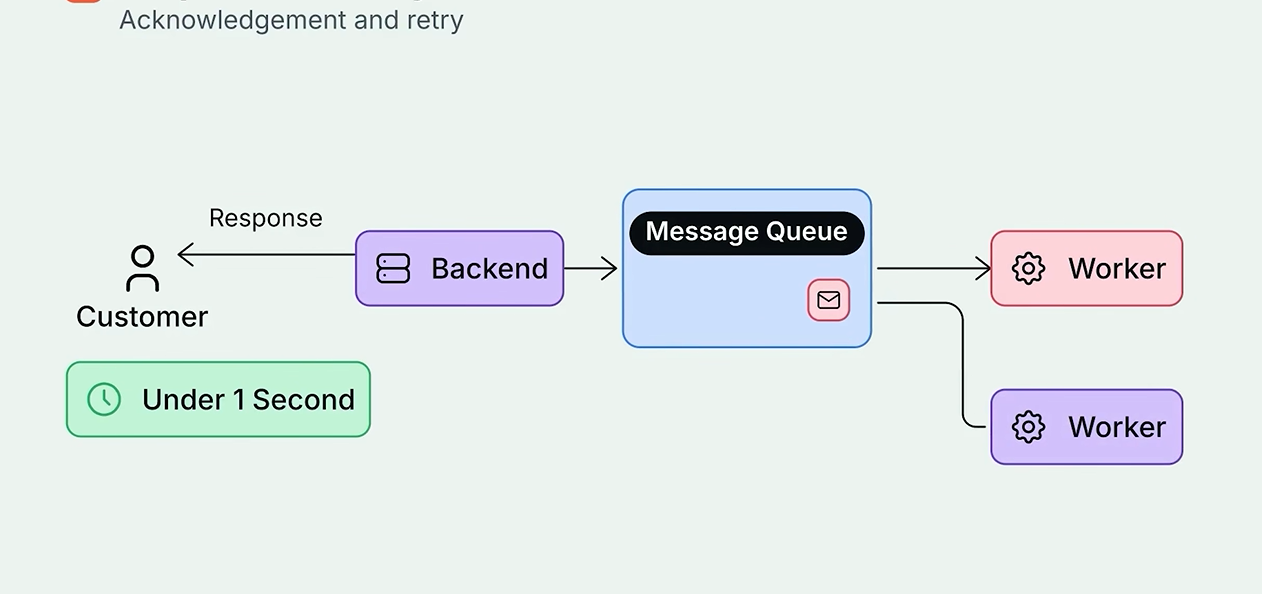 Acknowledgement and retry
Response
Message Queue
Backend
Worker
Customer
Under 1 Second
Worker